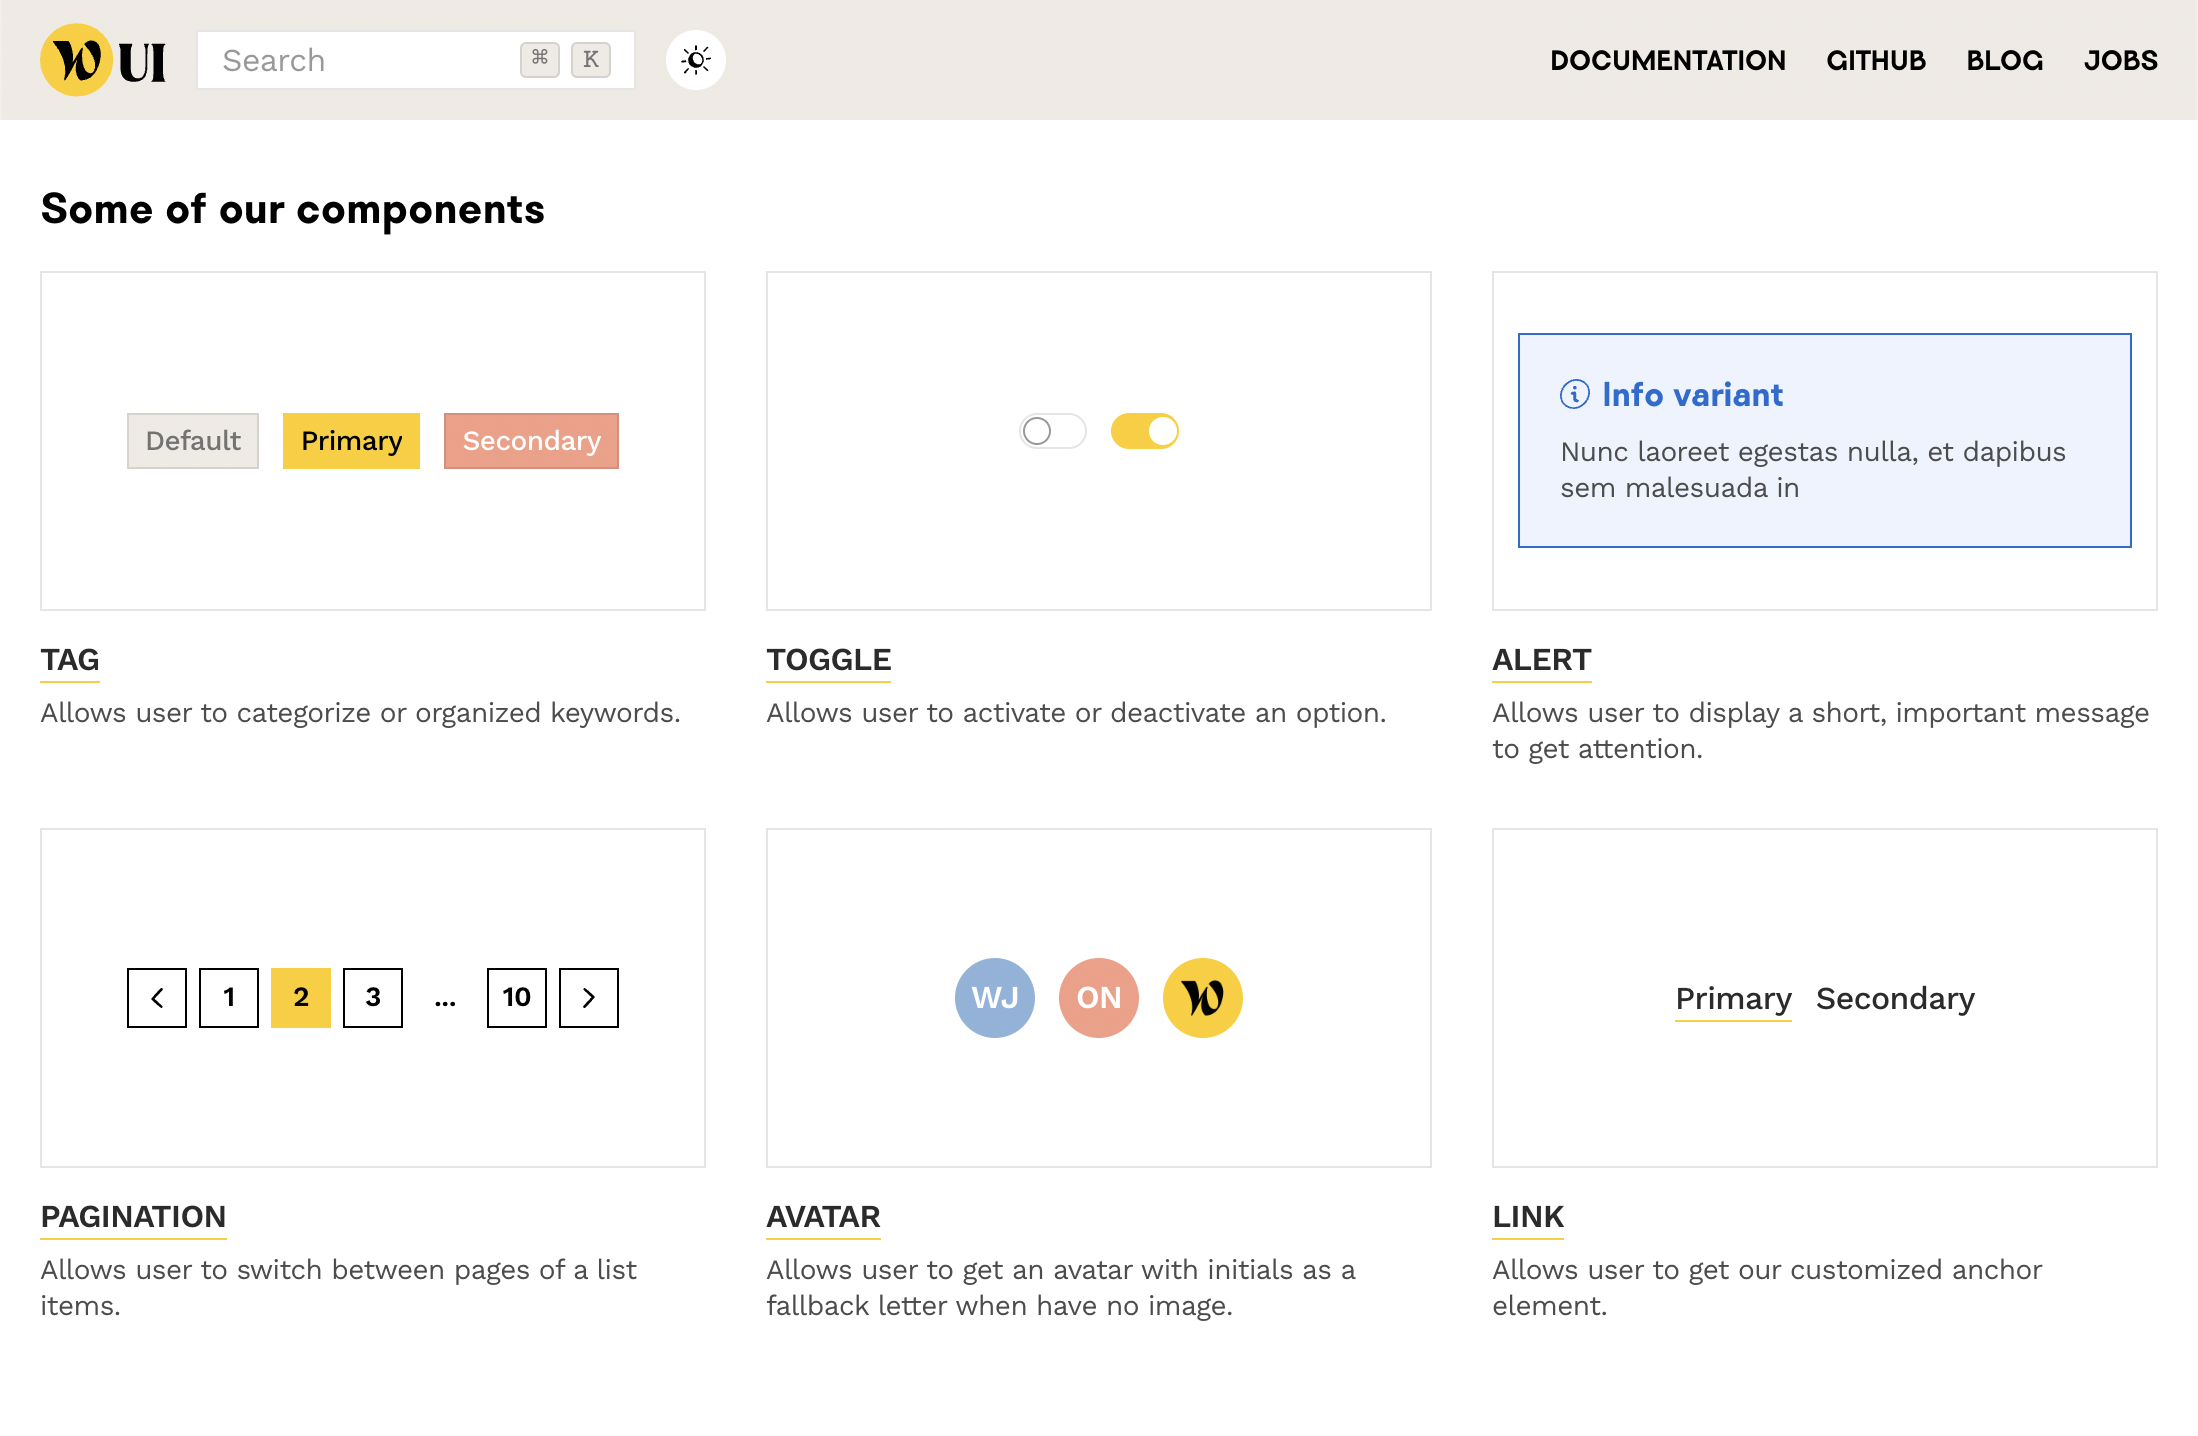 W UI
Search ⌘ K
DOCUMENTATION GITHUB BLOG JOBS
Some of our components
Default Primary Secondary
Info variant
Nunc laoreet egestas nulla, et dapibus
sem malesuada in
TAG
Allows user to categorize or organized keywords.
TOGGLE
Allows user to activate or deactivate an option.
ALERT
Allows user to display a short, important message
to get attention.
1 2 3 ... 10
WJ ON W
Primary Secondary
PAGINATION
Allows user to switch between pages of a list
items.
AVATAR
Allows user to get an avatar with initials as a
fallback letter when have no image.
LINK
Allows user to get our customized anchor
element.